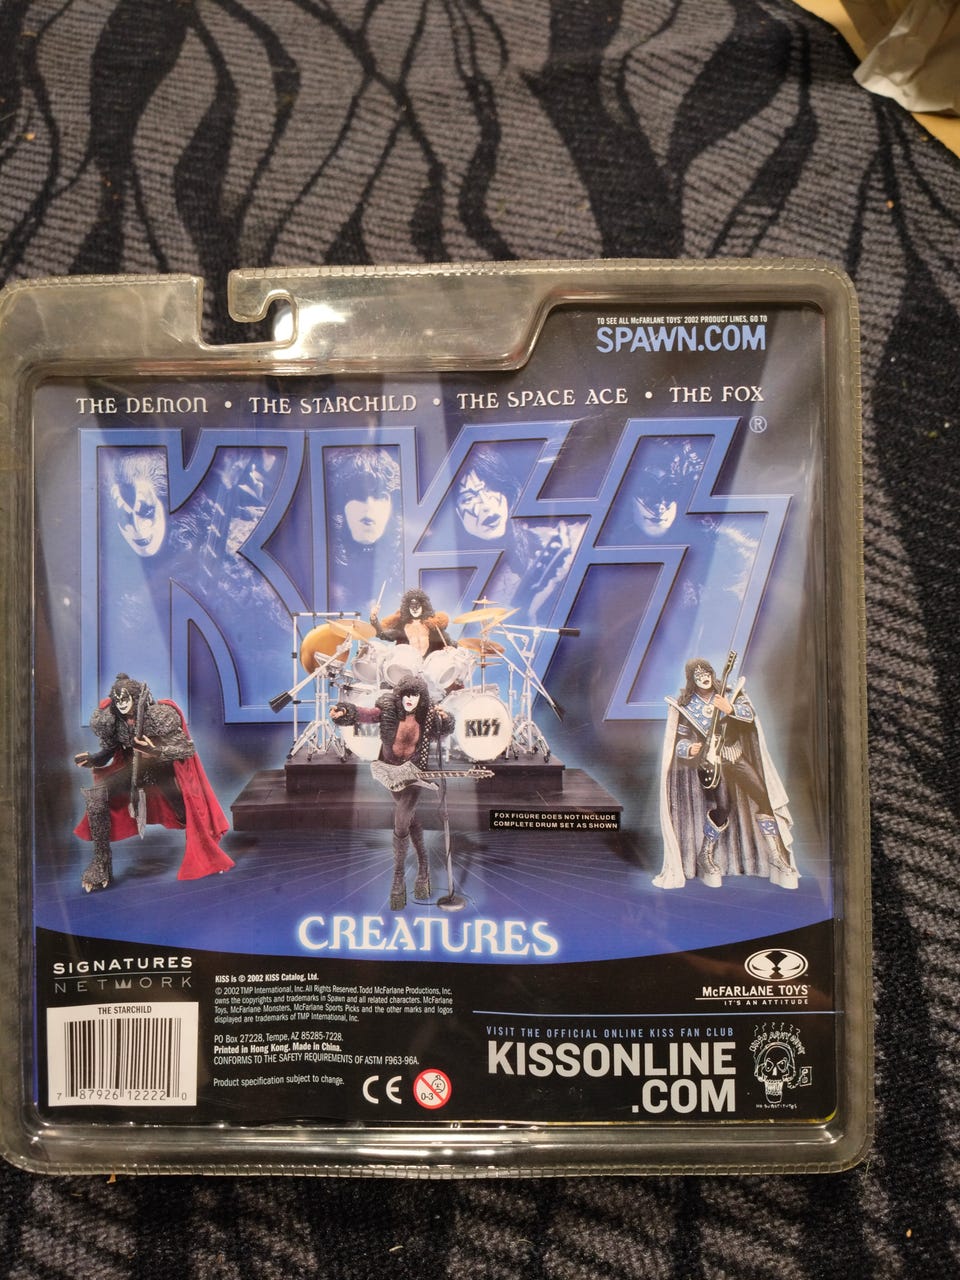 TO SEE ALL McFARLANE TOYS' 2002 PRODUCT LINES, GO TO
SPAWN.COM
THE DEMON • THE STARCHILD • THE SPACE ACE • THE FOX
KISS®
KISS
KISS
FOX FIGURE DOES NOT INCLUDE
COMPLETE DRUM SET AS SHOWN
CREATURES
SIGNATURES
NETWORK
THE STARCHILD
7 87926 12222 0
KISS is © 2002 KISS Catalog, Ltd.
© 2002 TMP International, Inc. All Rights Reserved. Todd McFarlane Productions, Inc.
owns the copyrights and trademarks in Spawn and all related characters. McFarlane
Toys, McFarlane Monsters, McFarlane Sports Picks and the other marks and logos
displayed are trademarks of TMP International, Inc.
PO Box 27228, Tempe, AZ 85285-7228.
Printed in Hong Kong. Made in China.
CONFORMS TO THE SAFETY REQUIREMENTS OF ASTM F963-96A.
Product specification subject to change.
CE
0-3
McFARLANE TOYS
IT'S AN ATTITUDE
VISIT THE OFFICIAL ONLINE KISS FAN CLUB
KISSONLINE
.COM
NO SUBSTITUTES